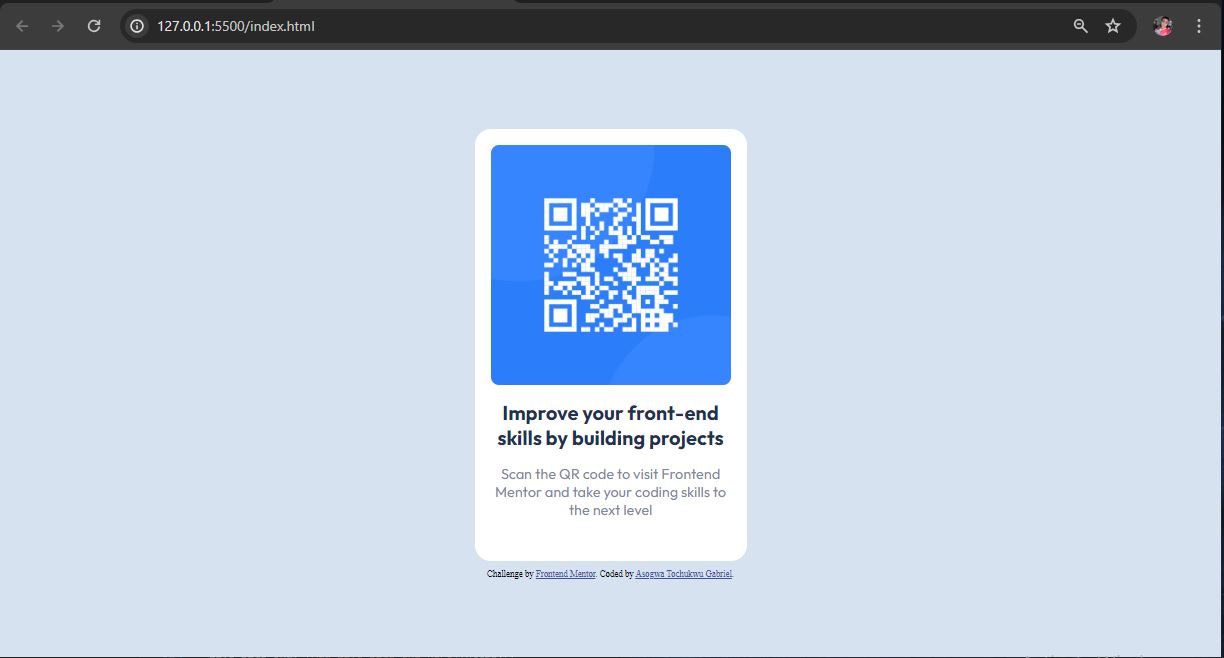 127.0.0.1:5500/index.html
Improve your front-end
skills by building projects
Scan the QR code to visit Frontend
Mentor and take your coding skills to
the next level
Challenge by Frontend Mentor. Coded by Asogwa Tochukwu Gabriel.